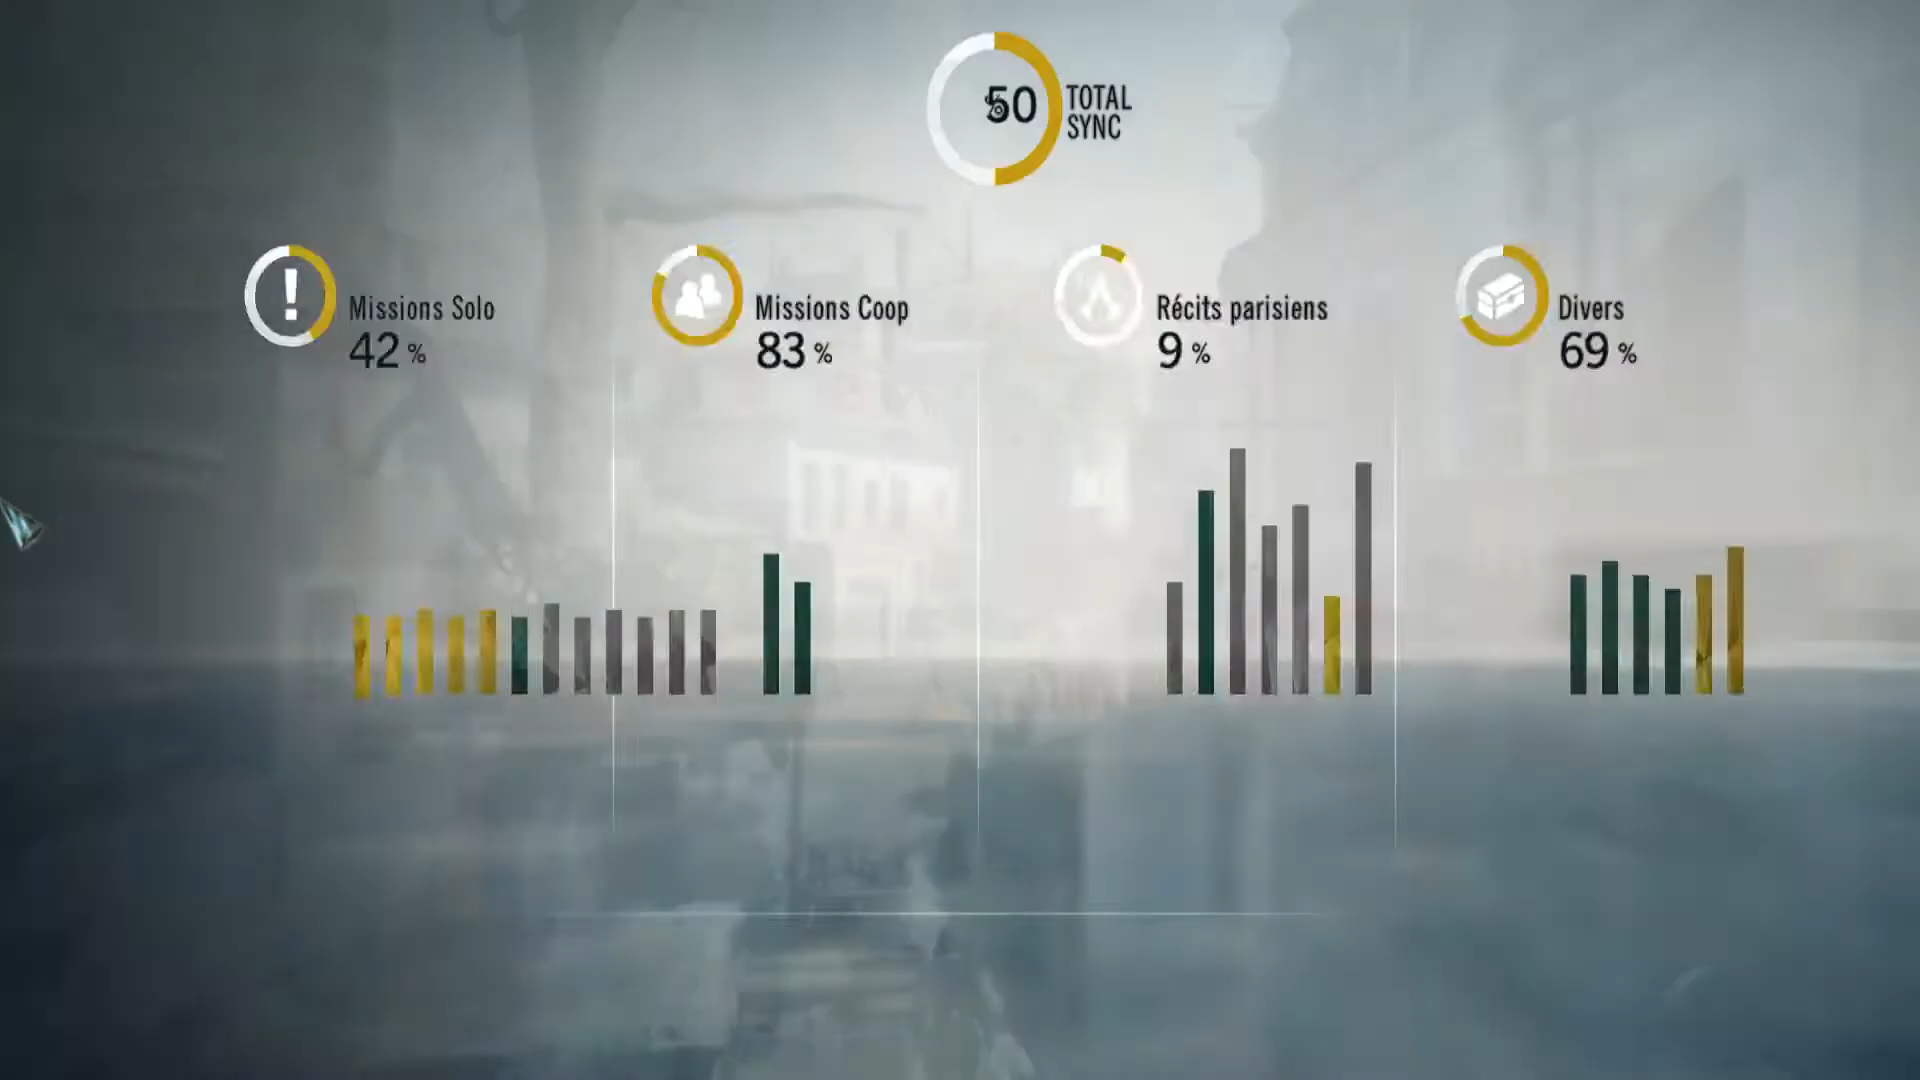 50 %
TOTAL
SYNC
Missions Solo
42 %
Missions Coop
83 %
Récits parisiens
9 %
Divers
69 %